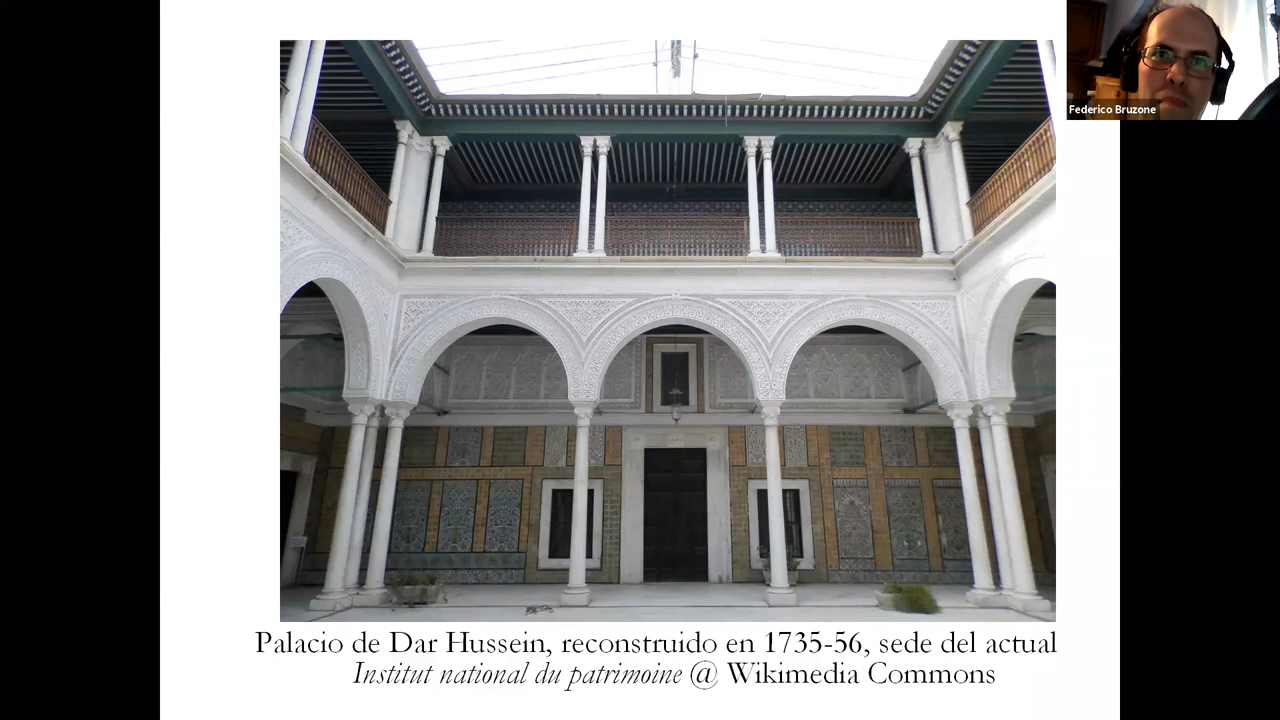 Federico Bruzone
Palacio de Dar Hussein, reconstruido en 1735-56, sede del actual
Institut national du patrimoine @ Wikimedia Commons